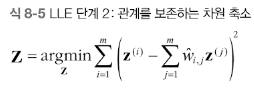 식 8-5 LLE 단계 2: 관계를 보존하는 차원 축소
Z = argmin_Z ∑_{i=1}^{m} ( z^{(i)} − ∑_{j=1}^{m} ŵ_{i,j} z^{(j)} )^2